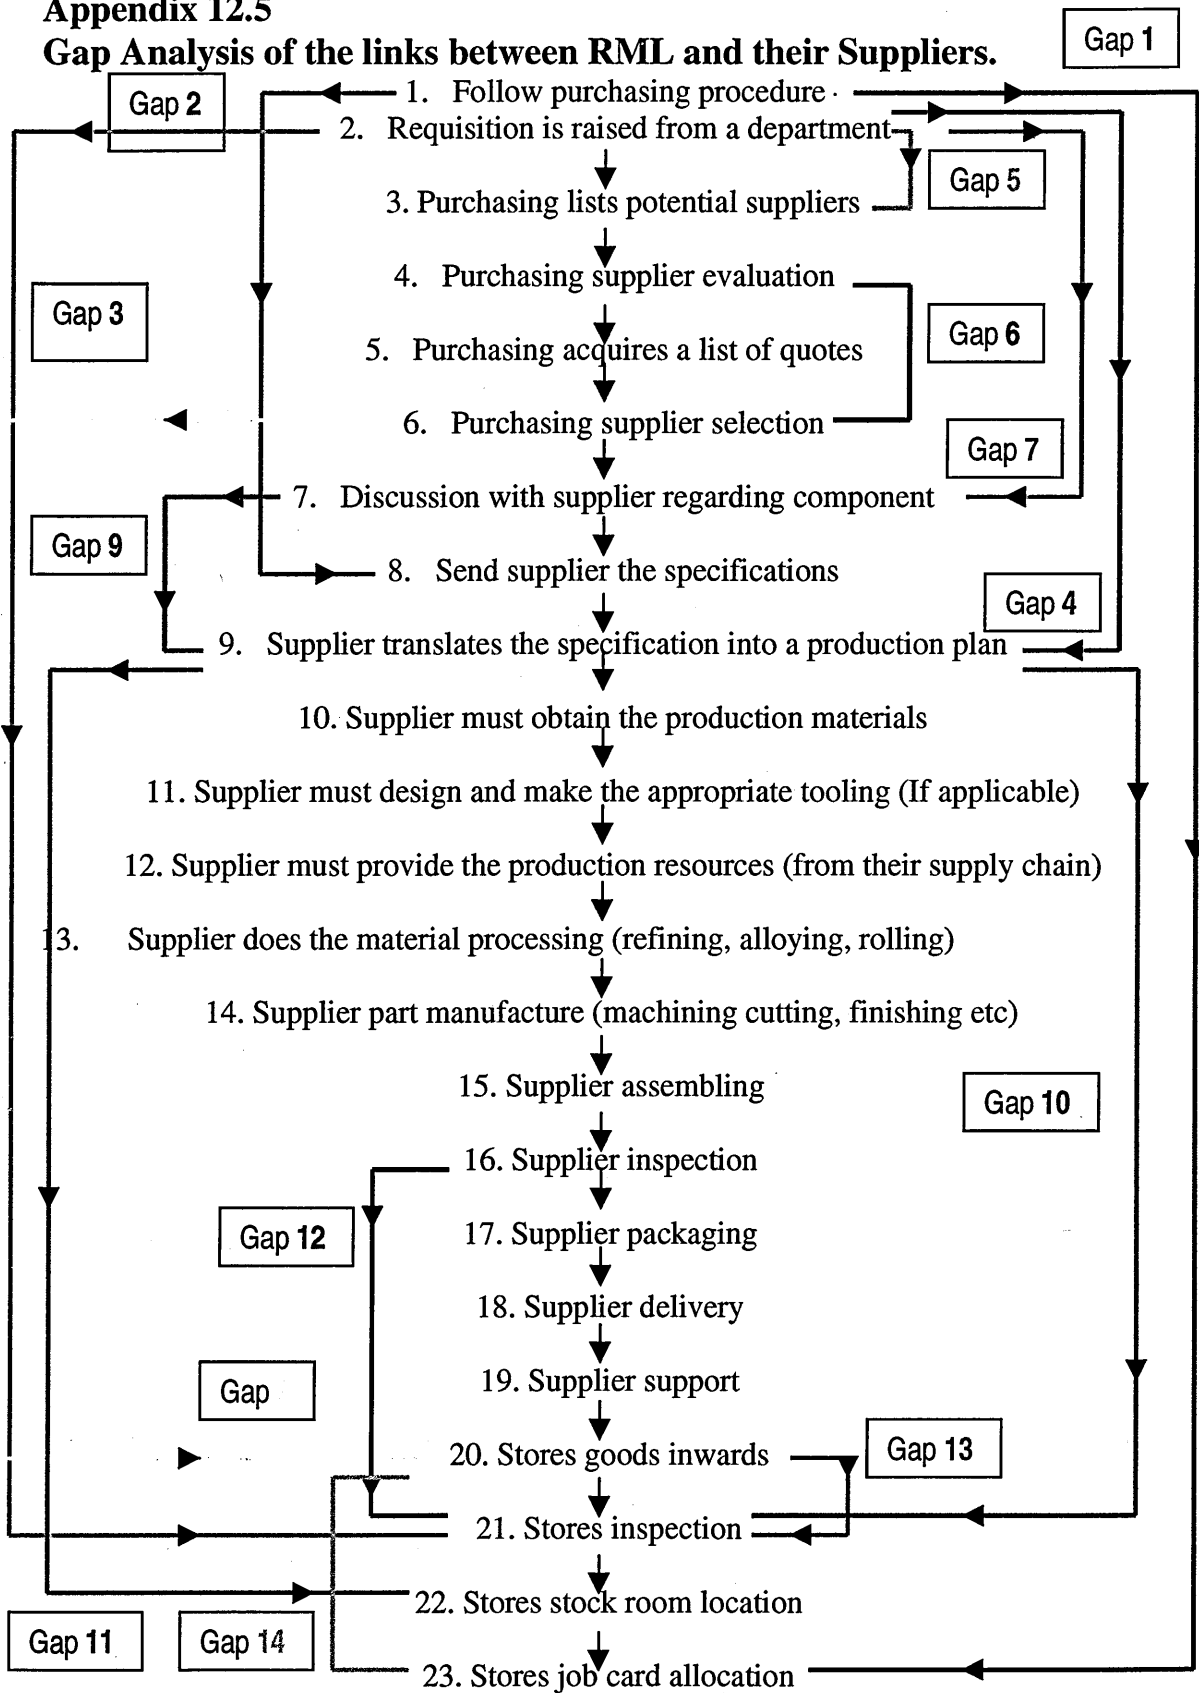 Appendix 12.5
Gap 1
Gap Analysis of the links between RML and their Suppliers.
Gap 2
1. Follow purchasing procedure
2. Requisition is raised from a department
Gap 5
3. Purchasing lists potential suppliers
4. Purchasing supplier evaluation
Gap 3
Gap 6
5. Purchasing acquires a list of quotes
6. Purchasing supplier selection
Gap 7
7. Discussion with supplier regarding component
Gap 9
8. Send supplier the specifications
Gap 4
9. Supplier translates the specification into a production plan
10. Supplier must obtain the production materials
11. Supplier must design and make the appropriate tooling (If applicable)
12. Supplier must provide the production resources (from their supply chain)
13. Supplier does the material processing (refining, alloying, rolling)
14. Supplier part manufacture (machining cutting, finishing etc)
15. Supplier assembling
Gap 10
16. Supplier inspection
Gap 12
17. Supplier packaging
18. Supplier delivery
19. Supplier support
Gap
20. Stores goods inwards
Gap 13
21. Stores inspection
22. Stores stock room location
Gap 11
Gap 14
23. Stores job card allocation